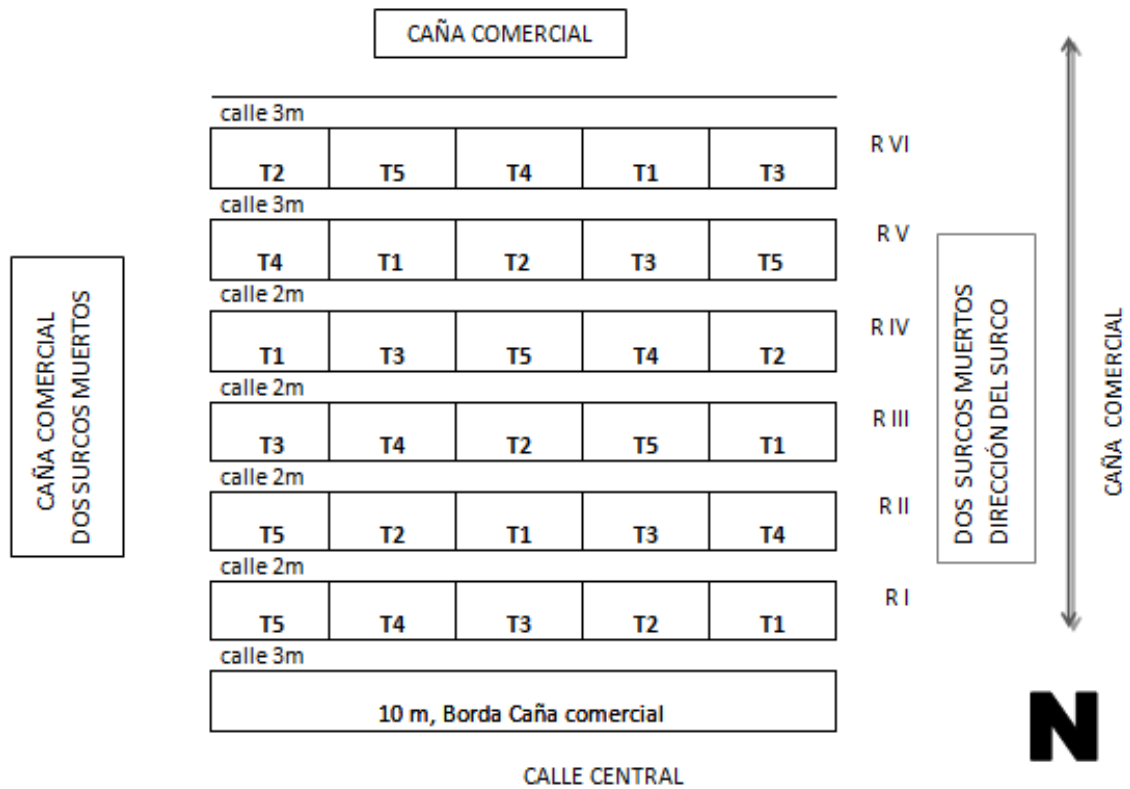 CAÑA COMERCIAL
calle 3m
T2 T5 T4 T1 T3
R VI
calle 3m
T4 T1 T2 T3 T5
R V
calle 2m
T1 T3 T5 T4 T2
R IV
calle 2m
T3 T4 T2 T5 T1
R III
calle 2m
T5 T2 T1 T3 T4
R II
calle 2m
T5 T4 T3 T2 T1
R I
calle 3m
10 m, Borda Caña comercial
CALLE CENTRAL
CAÑA COMERCIAL
DOS SURCOS MUERTOS
DOS SURCOS MUERTOS
DIRECCIÓN DEL SURCO
CAÑA COMERCIAL
N